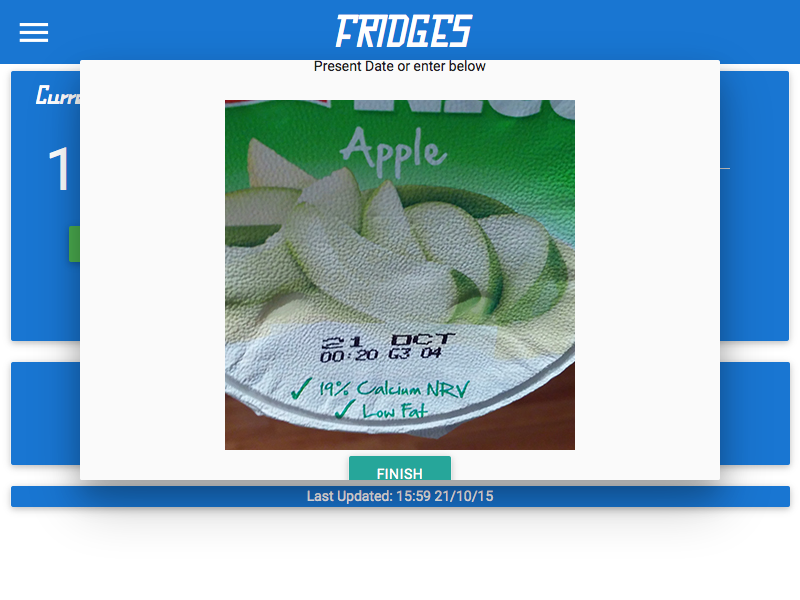 FRIDGES
Present Date or enter below
1
Apple
21 OCT
00:20 G3 04
✓ 19% Calcium NRV
✓ Low Fat
FINISH
Last Updated: 15:59 21/10/15